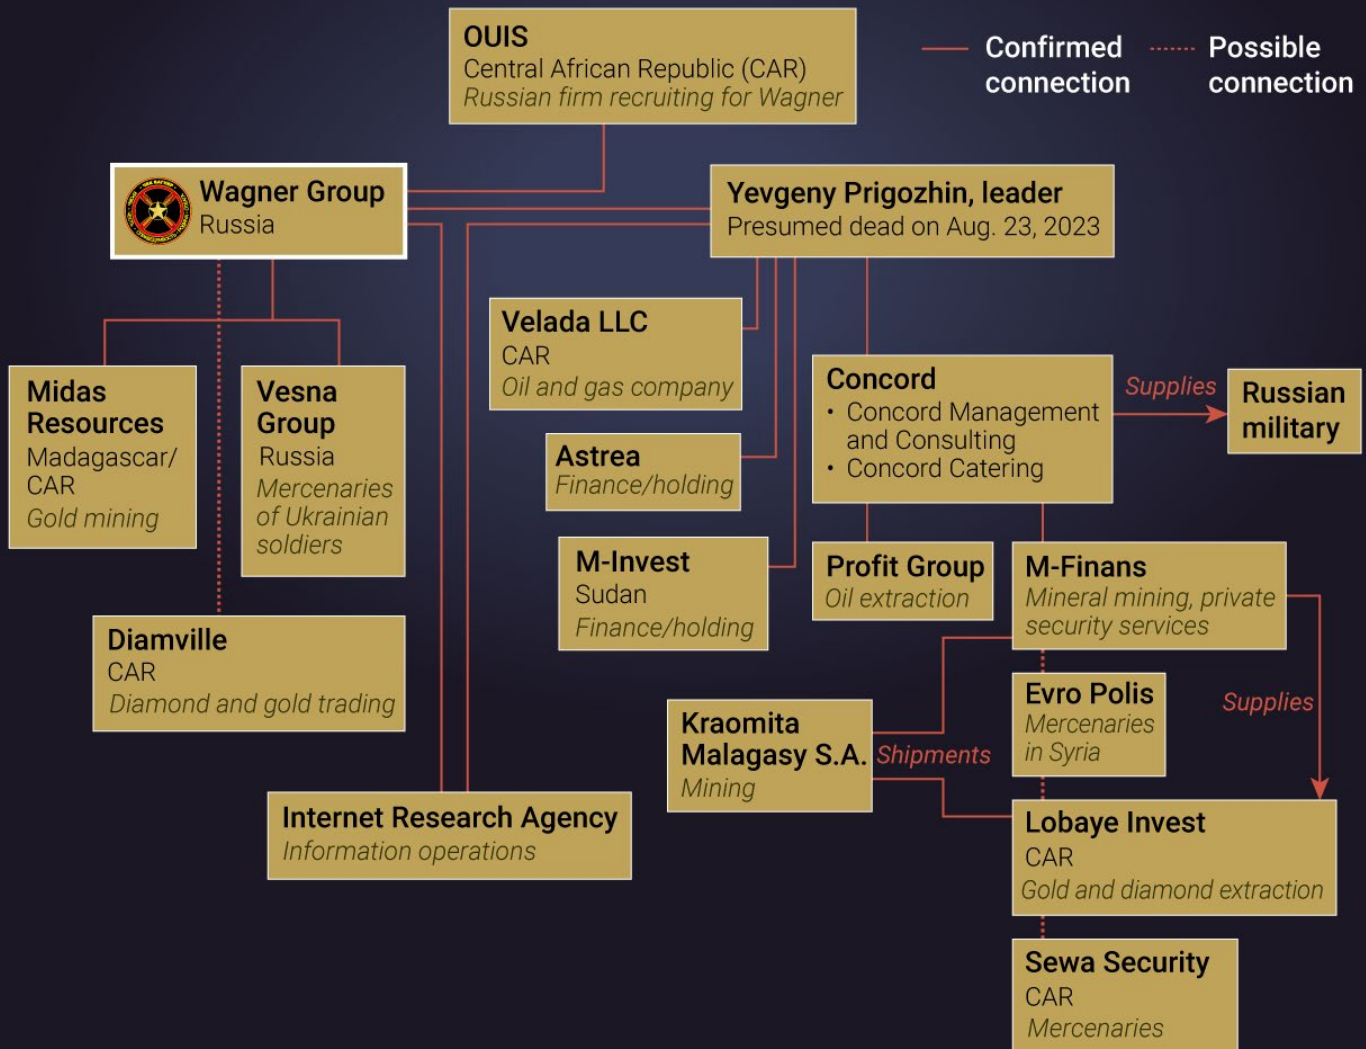 OUIS
Central African Republic (CAR)
Russian firm recruiting for Wagner
Confirmed
connection
Possible
connection
Wagner Group
Russia
Yevgeny Prigozhin, leader
Presumed dead on Aug. 23, 2023
Velada LLC
CAR
Oil and gas company
Midas
Resources
Madagascar/
CAR
Gold mining
Vesna
Group
Russia
Mercenaries
of Ukrainian
soldiers
Concord
• Concord Management
and Consulting
• Concord Catering
Supplies
Russian
military
Astrea
Finance/holding
M-Invest
Sudan
Finance/holding
Profit Group
Oil extraction
M-Finans
Mineral mining, private
security services
Diamville
CAR
Diamond and gold trading
Kraomita
Malagasy S.A.
Mining
Shipments
Evro Polis
Mercenaries
in Syria
Supplies
Internet Research Agency
Information operations
Lobaye Invest
CAR
Gold and diamond extraction
Sewa Security
CAR
Mercenaries